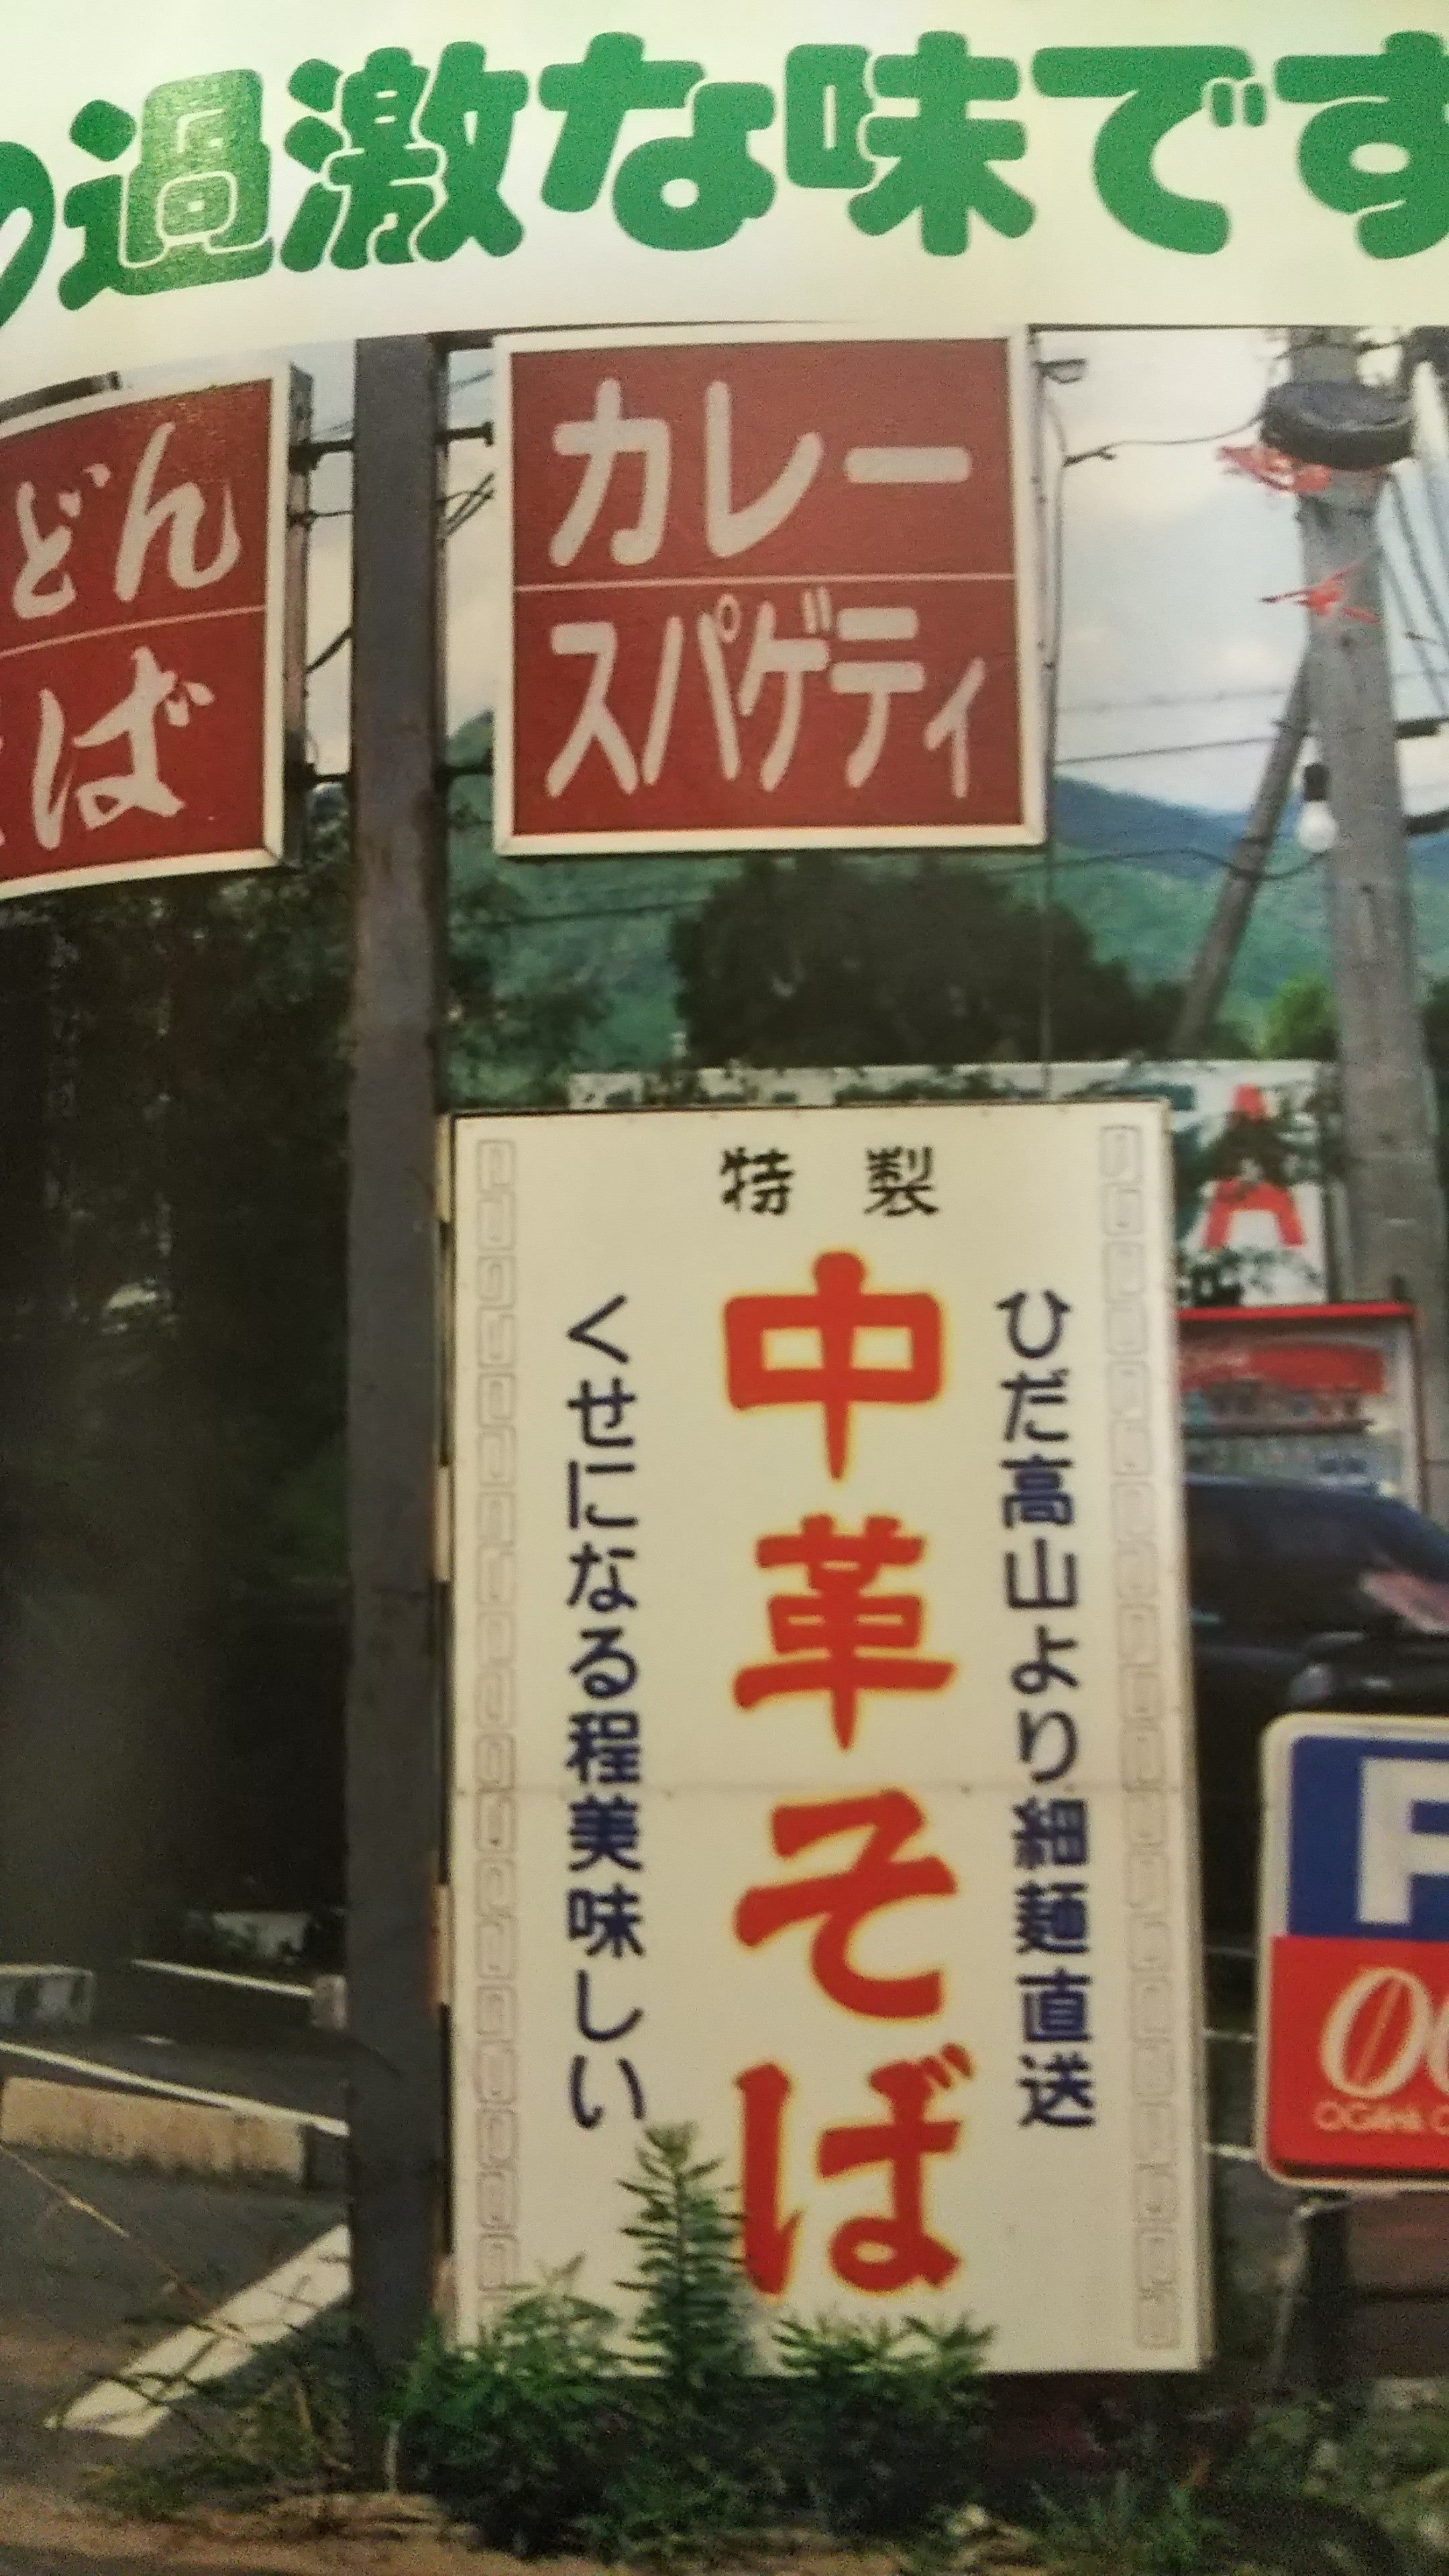 過激な味です
どん
ば
カレー
スパゲティ
特製
ひだ高山より細麺直送
中革そば
くせになる程美味しい
A
P